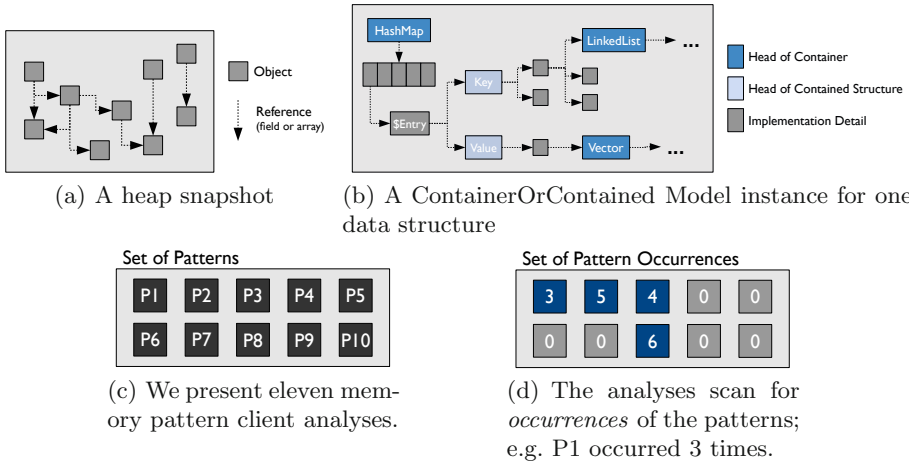 Object
Reference
(field or array)
(a) A heap snapshot
HashMap
LinkedList
...
Key
$Entry
Value
Vector
...
Head of Container
Head of Contained Structure
Implementation Detail
(b) A ContainerOrContained Model instance for one
data structure
Set of Patterns
P1 P2 P3 P4 P5
P6 P7 P8 P9 P10
(c) We present eleven mem-
ory pattern client analyses.
Set of Pattern Occurrences
3 5 4 0 0
0 0 6 0 0
(d) The analyses scan for
occurrences of the patterns;
e.g. P1 occurred 3 times.